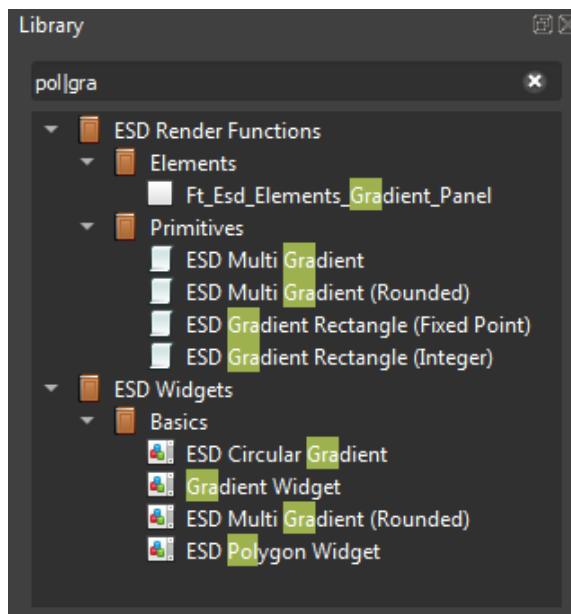 Library
pol|gra
ESD Render Functions
Elements
Ft_Esd_Elements_Gradient_Panel
Primitives
ESD Multi Gradient
ESD Multi Gradient (Rounded)
ESD Gradient Rectangle (Fixed Point)
ESD Gradient Rectangle (Integer)
ESD Widgets
Basics
ESD Circular Gradient
Gradient Widget
ESD Multi Gradient (Rounded)
ESD Polygon Widget